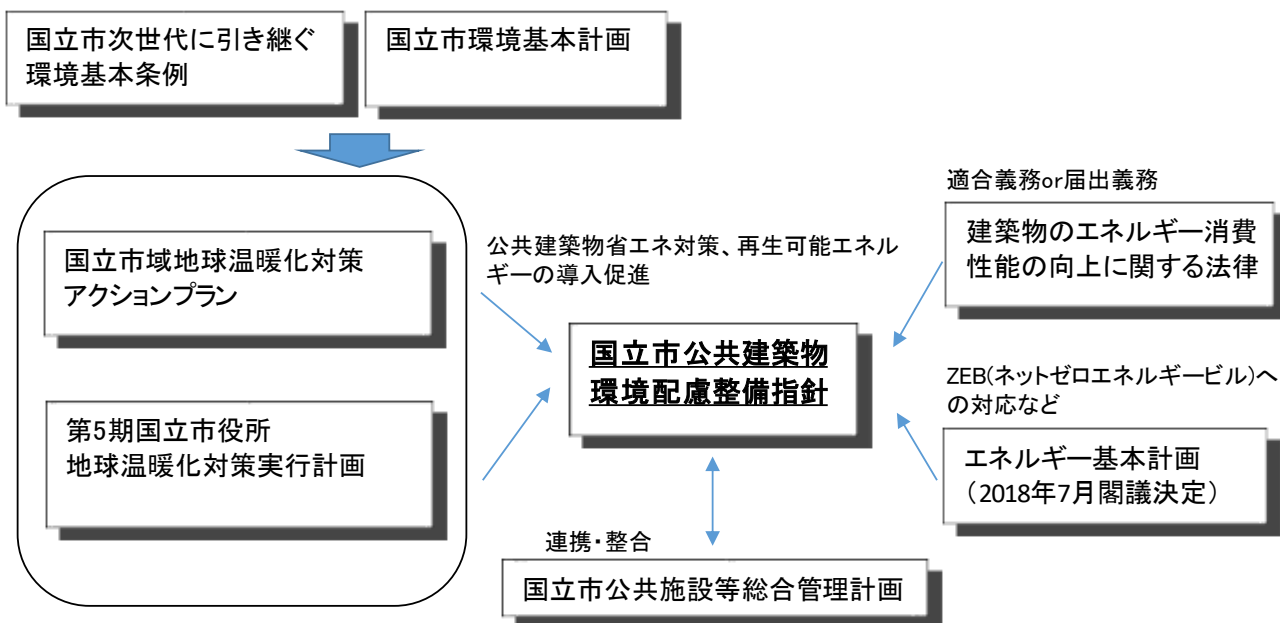 国立市次世代に引き継ぐ
環境基本条例
国立市環境基本計画
国立市域地球温暖化対策
アクションプラン
第5期国立市役所
地球温暖化対策実行計画
公共建築物省エネ対策、再生可能エネル
ギーの導入促進
国立市公共建築物
環境配慮整備指針
連携・整合
国立市公共施設等総合管理計画
適合義務or届出義務
建築物のエネルギー消費
性能の向上に関する法律
ZEB(ネットゼロエネルギービル)へ
の対応など
エネルギー基本計画
(2018年7月閣議決定)